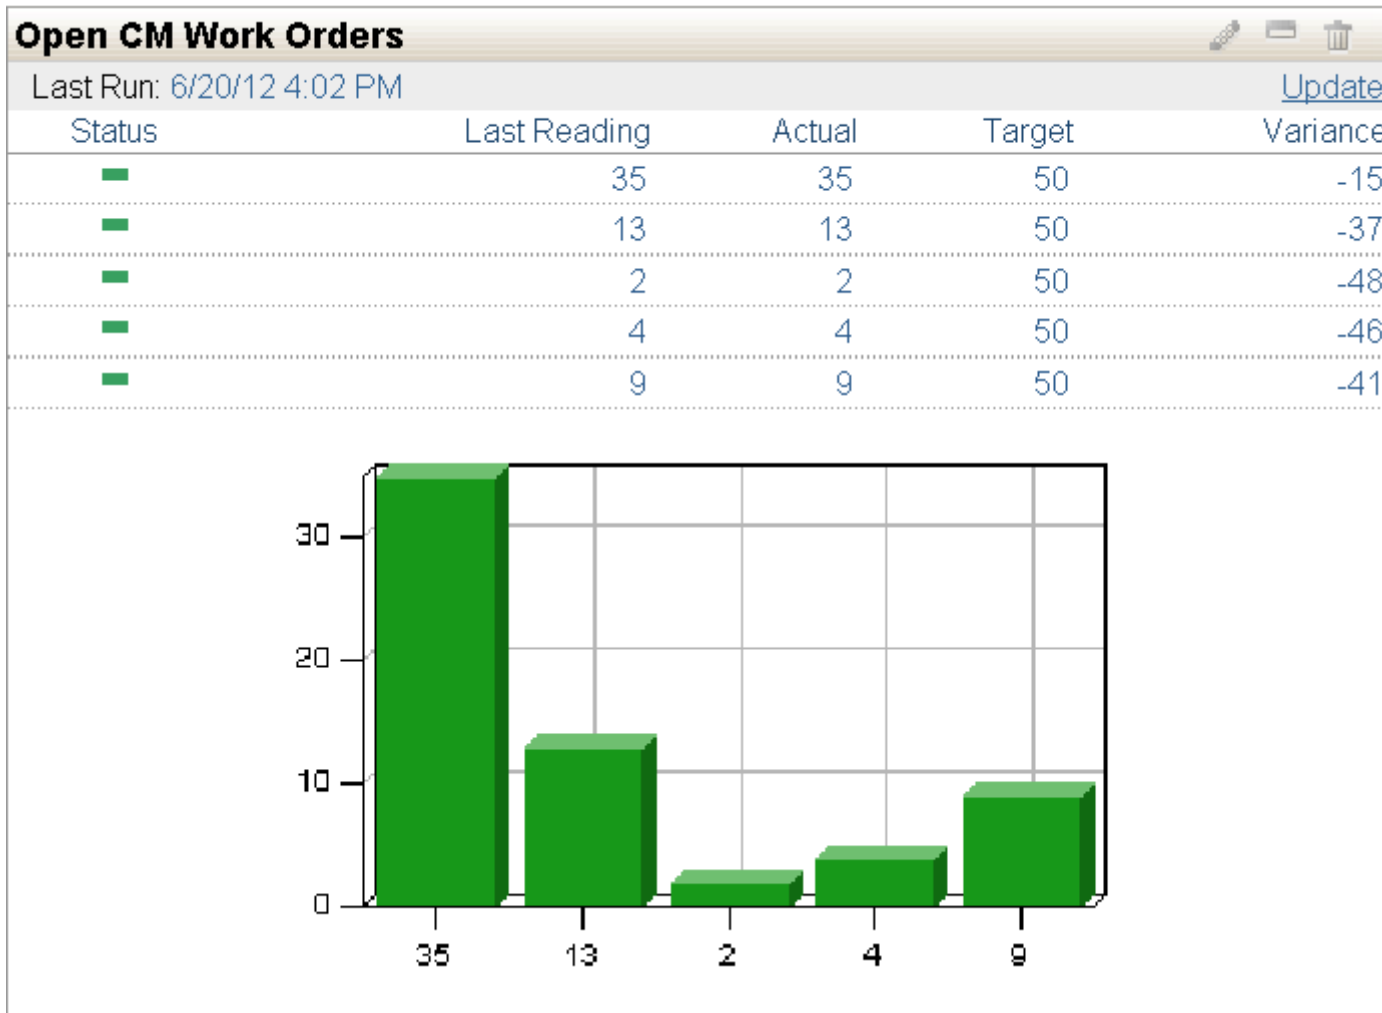 Open CM Work Orders
Last Run: 6/20/12 4:02 PM Update
Status Last Reading Actual Target Variance
35 35 50 -15
13 13 50 -37
2 2 50 -48
4 4 50 -46
9 9 50 -41
30
20
10
0
35 13 2 4 9